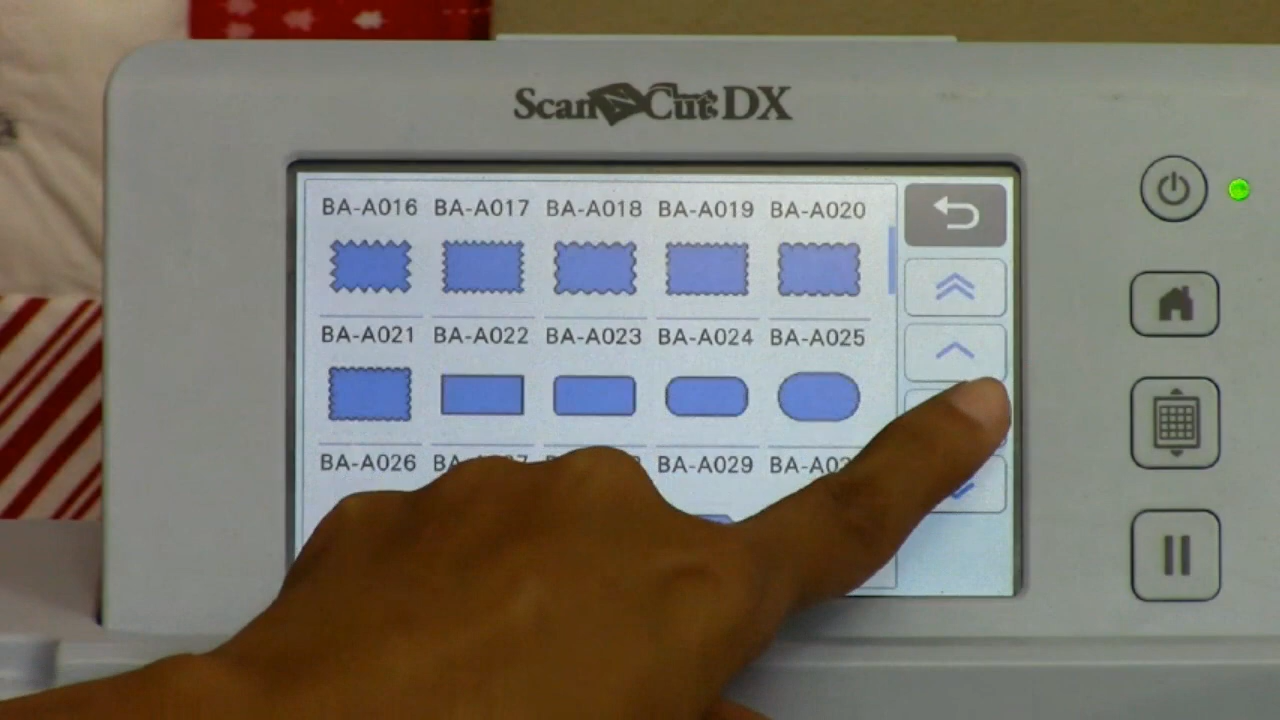 ScanNCut DX
BA-A016 BA-A017 BA-A018 BA-A019 BA-A020
BA-A021 BA-A022 BA-A023 BA-A024 BA-A025
BA-A026 BA-A029